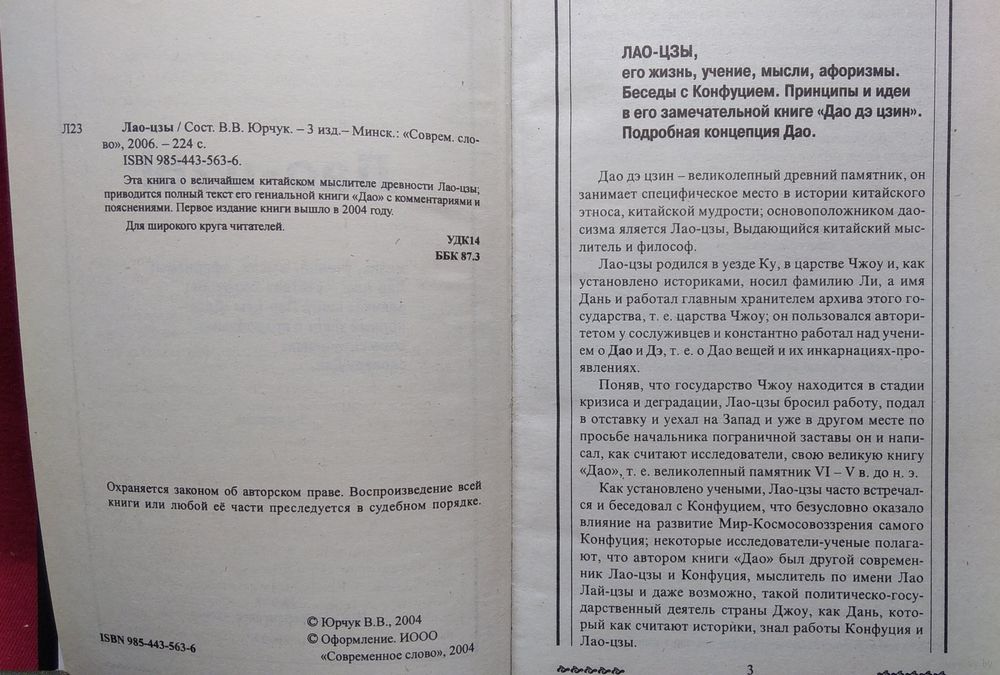 Л23
Лао-цзы / Сост. В.В. Юрчук. – 3 изд.– Минск.: «Соврем. сло-
во», 2006. – 224 с.
ISBN 985-443-563-6.
Эта книга о величайшем китайском мыслителе древности Лао-цзы;
приводится полный текст его гениальной книги «Дао» с комментариями и
пояснениями. Первое издание книги вышло в 2004 году.
Для широкого круга читателей.
УДК14
ББК 87.3
Охраняется законом об авторском праве. Воспроизведение всей
книги или любой её части преследуется в судебном порядке.
© Юрчук В.В., 2004
© Оформление. ИООО
«Современное слово», 2004
ISBN 985-443-563-6
ЛАО-ЦЗЫ,
его жизнь, учение, мысли, афоризмы.
Беседы с Конфуцием. Принципы и идеи
в его замечательной книге «Дао дэ цзин».
Подробная концепция Дао.
Дао дэ цзин – великолепный древний памятник, он
занимает специфическое место в истории китайского
этноса, китайской мудрости; основоположником дао-
сизма яляется Лао-цзы, Выдающийся китайский мыс-
литель и философ.
Лао-цзы родился в уезде Ку, в царстве Чжоу и, как
установлено историками, носил фамилию Ли, а имя
Дань и работал главным хранителем архива этого го-
сударства, т. е. царства Чжоу; он пользовался автори-
тетом у сослуживцев и константно работал над учени-
ем о Дао и Дэ, т. е. о Дао вещей и их инкарнациях-про-
явлениях.
Поняв, что государство Чжоу находится в стадии
кризиса и деградации, Лао-цзы бросил работу, подал
в отставку и уехал на Запад и уже в другом месте по
просьбе начальника пограничной заставы он и напи-
сал, как считают исследователи, свою великую книгу
«Дао», т. е. великолепный памятник VI – V в. до н. э.
Как установлено учеными, Лао-цзы часто встречал-
ся и беседовал с Конфуцием, что безусловно оказало
влияние на развитие Мир-Космосовоззрения самого
Конфуция; некоторые исследователи-ученые полага-
ют, что автором книги «Дао» был другой современ-
ник Лао-цзы и Конфуция, мыслитель по имени Лао
Лай-цзы и даже возможно, такой политическо-госу-
дарственный деятель страны Джоу, как Дань, кото-
рый как считают историки, знал работы Конфуция и
Лао-цзы.
3